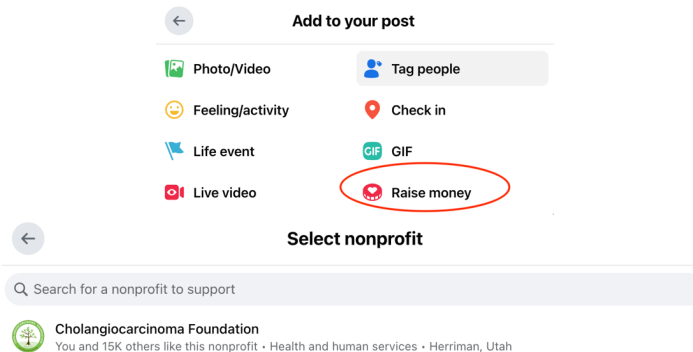 Add to your post
Photo/Video
Tag people
Feeling/activity
Check in
Life event
GIF GIF
Live video
Raise money
Select nonprofit
Search for a nonprofit to support
Cholangiocarcinoma Foundation
You and 15K others like this nonprofit • Health and human services • Herriman, Utah